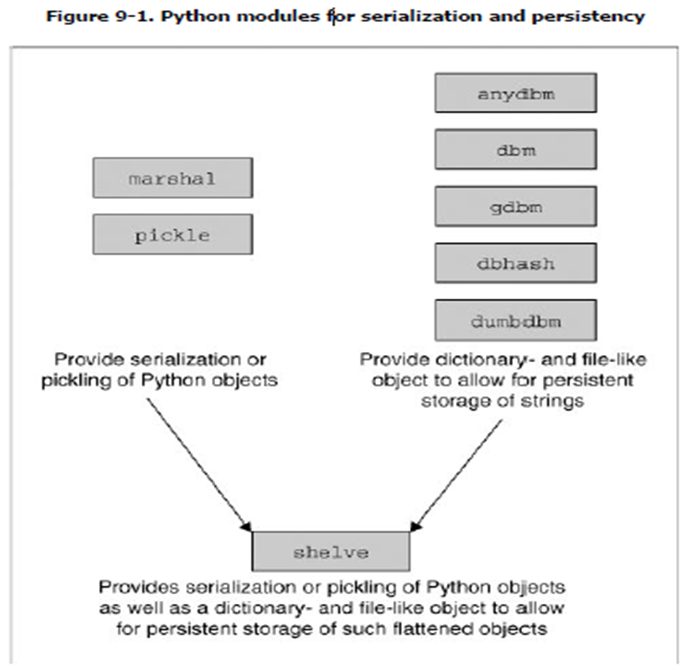 Figure 9-1. Python modules for serialization and persistency
marshal
pickle
Provide serialization or
pickling of Python objects
anydbm
dbm
gdbm
dbhash
dumbdbm
Provide dictionary- and file-like
object to allow for persistent
storage of strings
shelve
Provides serialization or pickling of Python objects
as well as a dictionary- and file-like object to allow
for persistent storage of such flattened objects